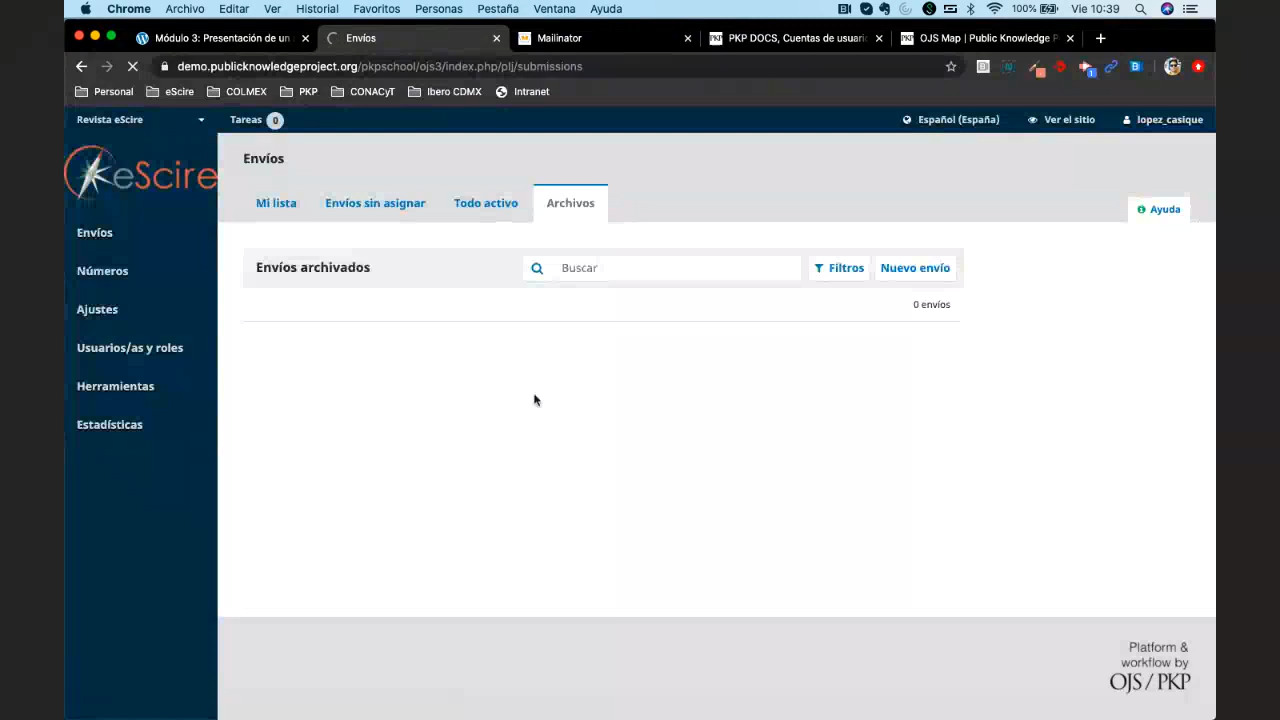 Chrome Archivo Editar Ver Historial Favoritos Personas Pestaña Ventana Ayuda 100% Vie 10:39
Módulo 3: Presentación de un Envíos Mailinator PKP DOCS, Cuentas de usuari OJS Map | Public Knowledge P
demo.publicknowledgeproject.org/pkpschool/ojs3/index.php/plj/submissions
Personal eScire COLMEX PKP CONACyT Ibero CDMX Intranet
Revista eScire Tareas 0 Español (España) Ver el sitio lopez_casique
eScire
Envíos
Mi lista Envíos sin asignar Todo activo Archivos
Ayuda
Envíos
Números
Ajustes
Usuarios/as y roles
Herramientas
Estadísticas
Envíos archivados Buscar Filtros Nuevo envío
0 envíos
Platform &
workflow by
OJS / PKP